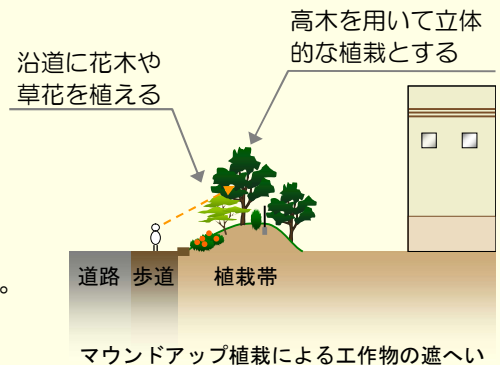 高木を用いて立体
的な植栽とする
沿道に花木や
草花を植える
道路 歩道 植栽帯
。
マウンドアップ植栽による工作物の遮へい